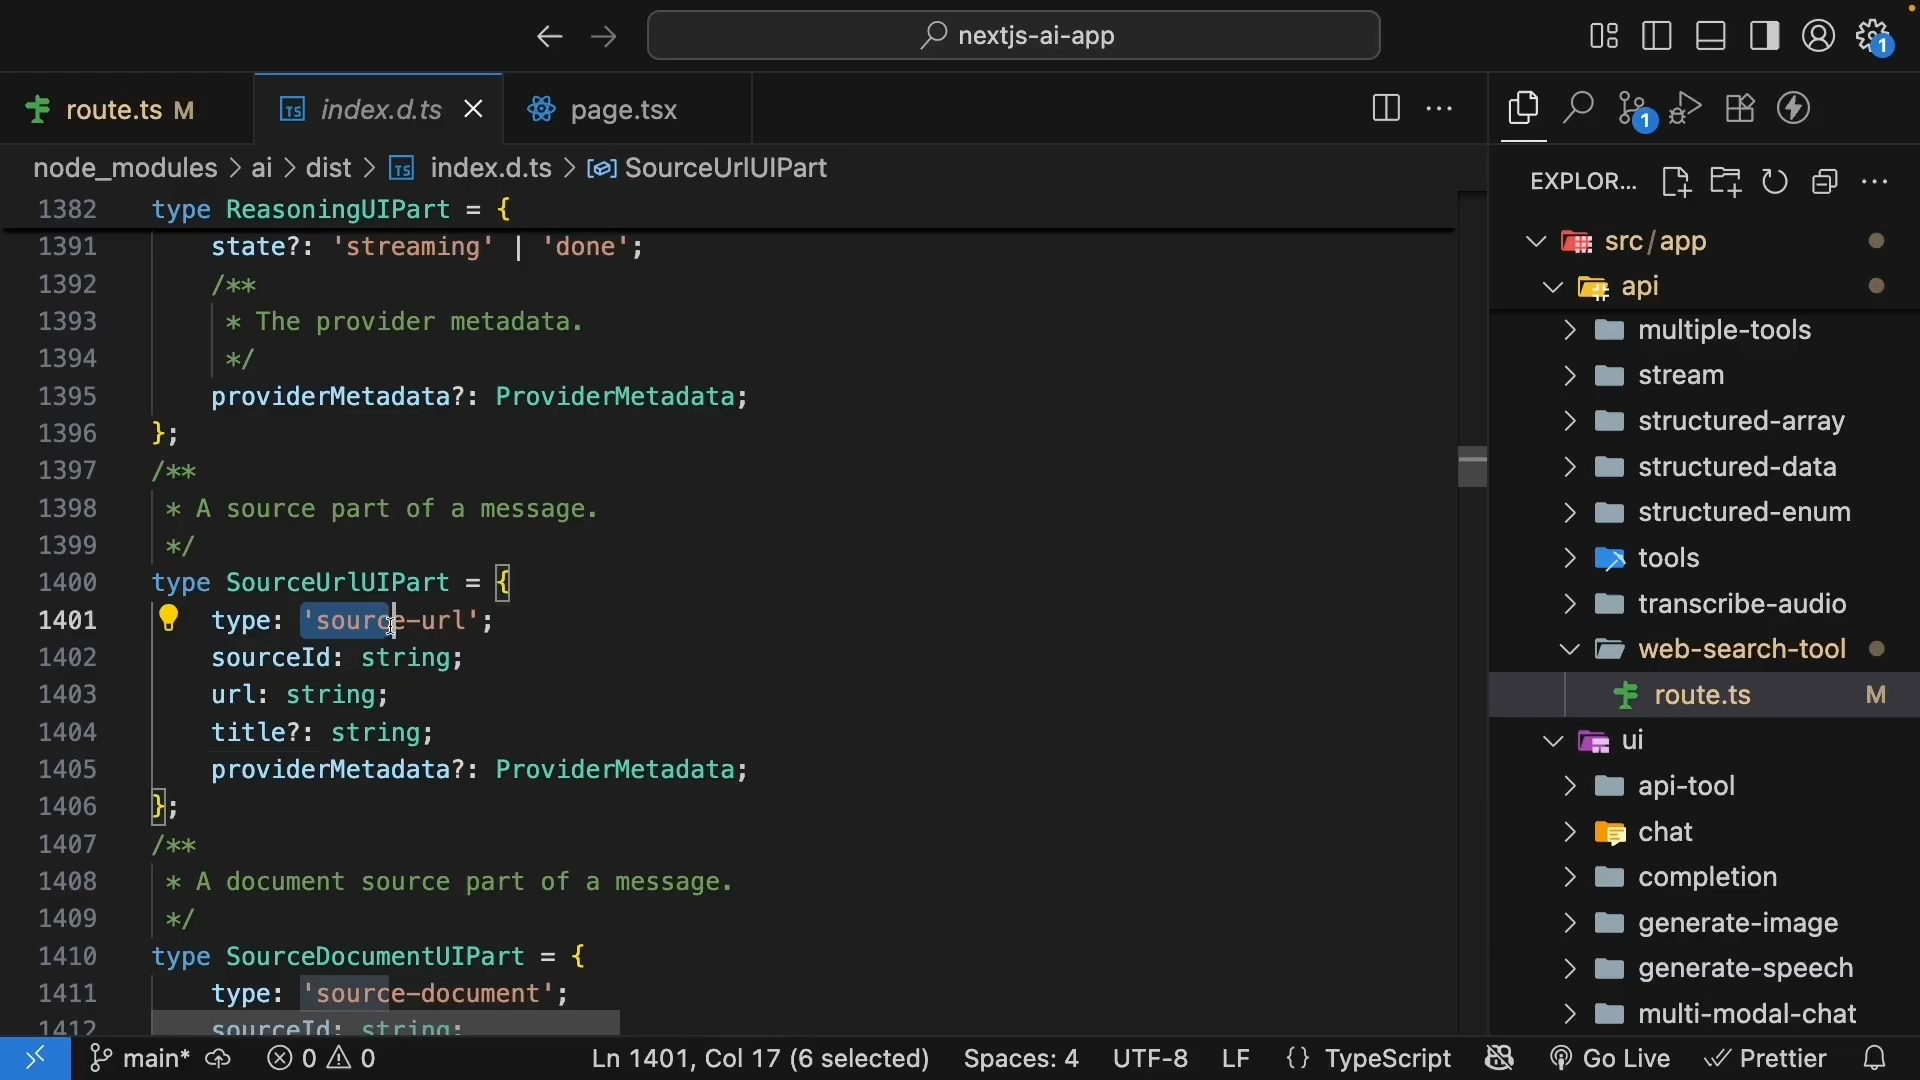 nextjs-ai-app
1
route.ts M
TS index.d.ts
page.tsx
1
node_modules > ai > dist > TS index.d.ts > SourceUrlUIPart
EXPLOR...
1382 type ReasoningUIPart = {
1391 state?: 'streaming' | 'done';
1392 /**
1393 * The provider metadata.
1394 */
1395 providerMetadata?: ProviderMetadata;
1396 };
1397 /**
1398 * A source part of a message.
1399 */
1400 type SourceUrlUIPart = {
1401 type: 'source-url';
1402 sourceId: string;
1403 url: string;
1404 title?: string;
1405 providerMetadata?: ProviderMetadata;
1406 };
1407 /**
1408 * A document source part of a message.
1409 */
1410 type SourceDocumentUIPart = {
1411 type: 'source-document';
1412 sourceId: string;
src/app
api
multiple-tools
stream
structured-array
structured-data
structured-enum
tools
transcribe-audio
web-search-tool
route.ts M
ui
api-tool
chat
completion
generate-image
generate-speech
multi-modal-chat
main* 0 0 Ln 1401, Col 17 (6 selected) Spaces: 4 UTF-8 LF {} TypeScript Go Live Prettier